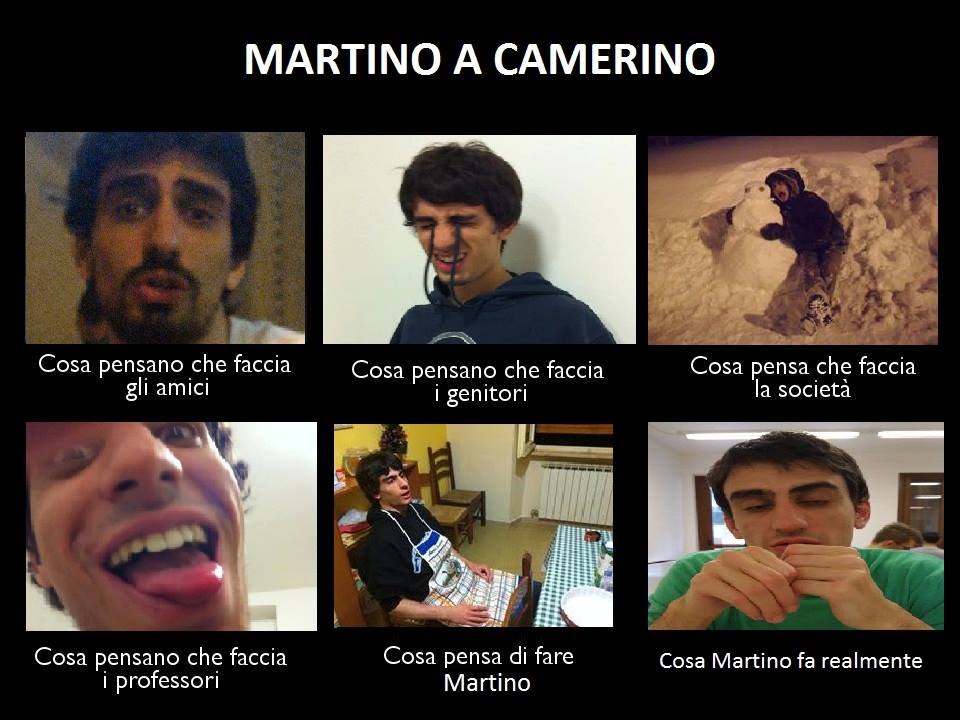 MARTINO A CAMERINO
Cosa pensano che faccia
gli amici
Cosa pensano che faccia
i genitori
Cosa pensa che faccia
la società
Cosa pensano che faccia
i professori
Cosa pensa di fare
Martino
Cosa Martino fa realmente